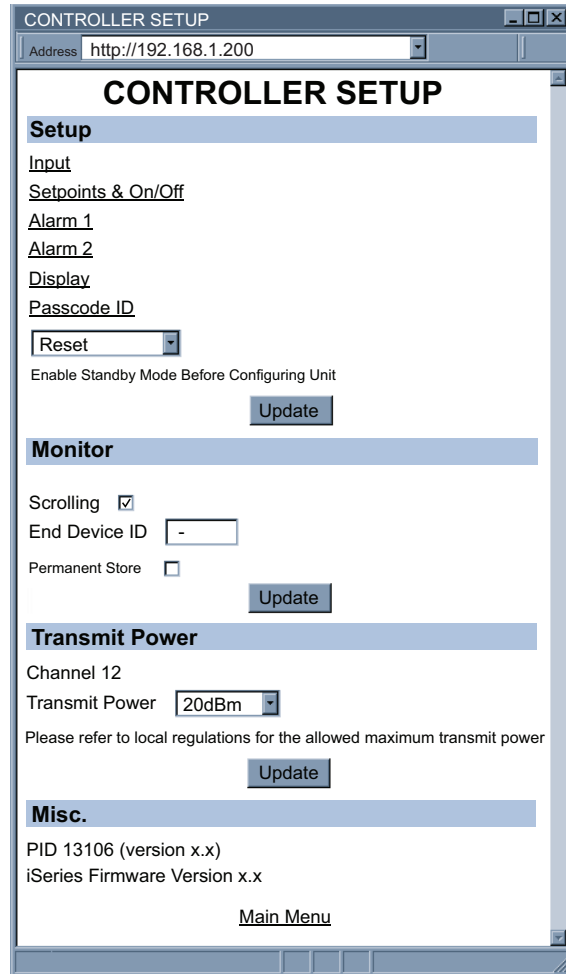 CONTROLLER SETUP
Address http://192.168.1.200
CONTROLLER SETUP
Setup
Input
Setpoints & On/Off
Alarm 1
Alarm 2
Display
Passcode ID
Reset
Enable Standby Mode Before Configuring Unit
Update
Monitor
Scrolling
End Device ID -
Permanent Store
Update
Transmit Power
Channel 12
Transmit Power 20dBm
Please refer to local regulations for the allowed maximum transmit power
Update
Misc.
PID 13106 (version x.x)
iSeries Firmware Version x.x
Main Menu